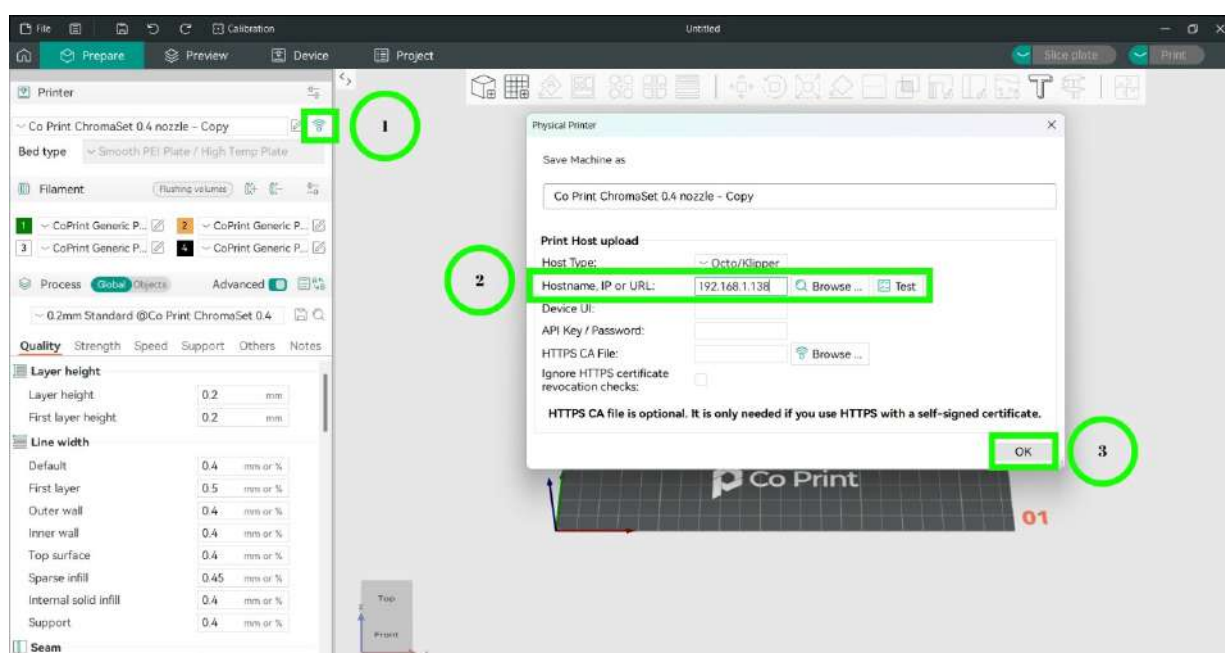 File Calibration Untitled
Prepare Preview Device Project Slice plate Print
Printer
Co Print ChromaSet 0.4 nozzle - Copy
Bed type Smooth PEI Plate / High Temp Plate
Filament Flushing volumes
1 CoPrint Generic P... 2 CoPrint Generic P...
3 CoPrint Generic P... 4 CoPrint Generic P...
Process Global Objects Advanced
0.2mm Standard @Co Print ChromaSet 0.4
Quality Strength Speed Support Others Notes
Layer height
Layer height 0.2 mm
First layer height 0.2 mm
Line width
Default 0.4 mm or %
First layer 0.5 mm or %
Outer wall 0.4 mm or %
Inner wall 0.4 mm or %
Top surface 0.4 mm or %
Sparse infill 0.45 mm or %
Internal solid infill 0.4 mm or %
Support 0.4 mm or %
Seam
1
Physical Printer
Save Machine as
Co Print ChromaSet 0.4 nozzle - Copy
Print Host upload
Host Type: Octo/Klipper
2
Hostname, IP or URL: 192.168.1.138 Browse ... Test
Device UI:
API Key / Password:
HTTPS CA File: Browse ...
Ignore HTTPS certificate
revocation checks:
HTTPS CA file is optional. It is only needed if you use HTTPS with a self-signed certificate.
OK
3
Co Print
01
Top
Front